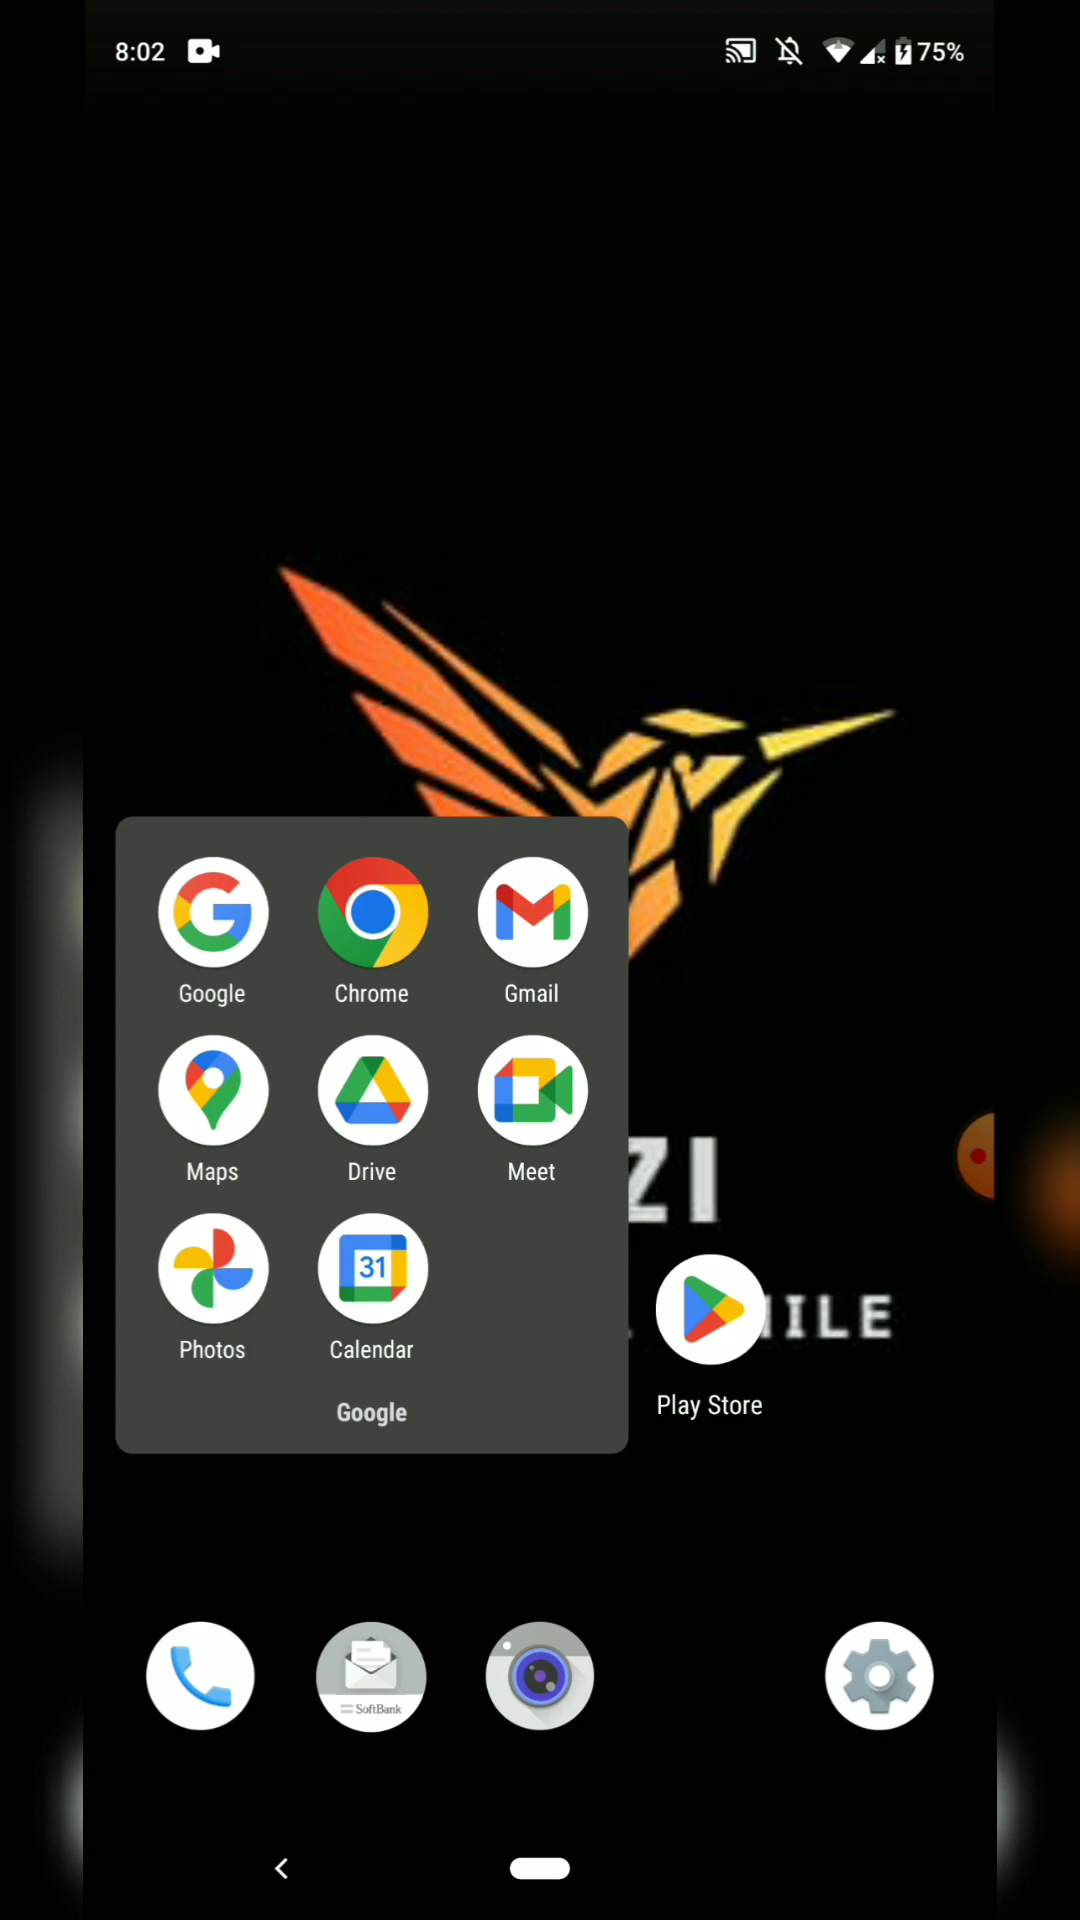 8:02 75%
Google Chrome Gmail
Maps Drive Meet
ZI
Photos Calendar
ILE
Google
Play Store
31
SoftBank